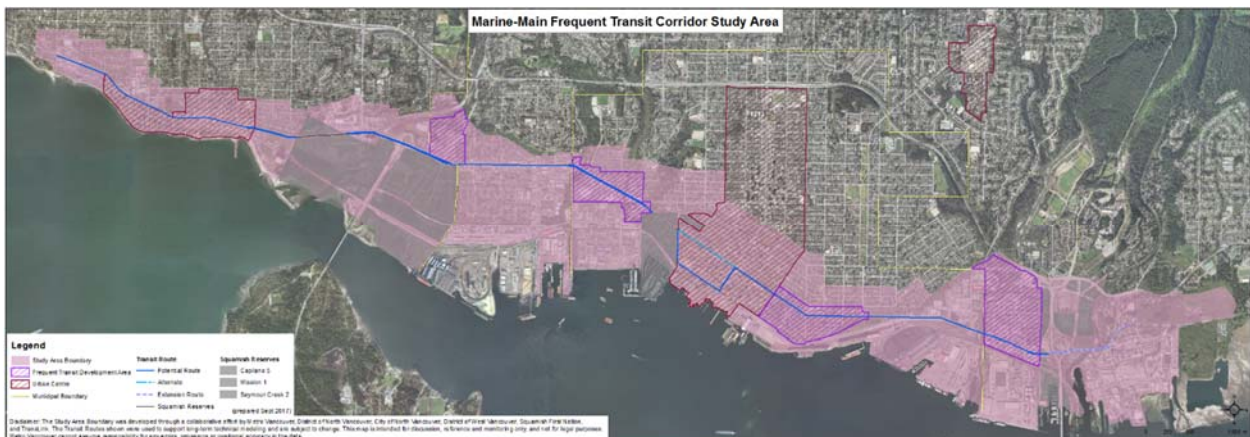 Marine-Main Frequent Transit Corridor Study Area
Legend
Study Area Boundary
Frequent Transit Development Area
Urban Centre
Municipal Boundary
Transit Route
Potential Route
Alternate
Extension Route
Squamish Reserves
Squamish Reserves
Capilano 5
Mission 1
Seymour Creek 2
(prepared Sept 2017)
Disclaimer: The Study Area Boundary was developed through a collaborative effort by Metro Vancouver, District of North Vancouver, City of North Vancouver, District of West Vancouver, Squamish First Nation,
and TransLink. The Transit Routes shown were used to support long-term technical modeling and are subject to change. This map is intended for discussion, reference and monitoring only and not for legal purposes.